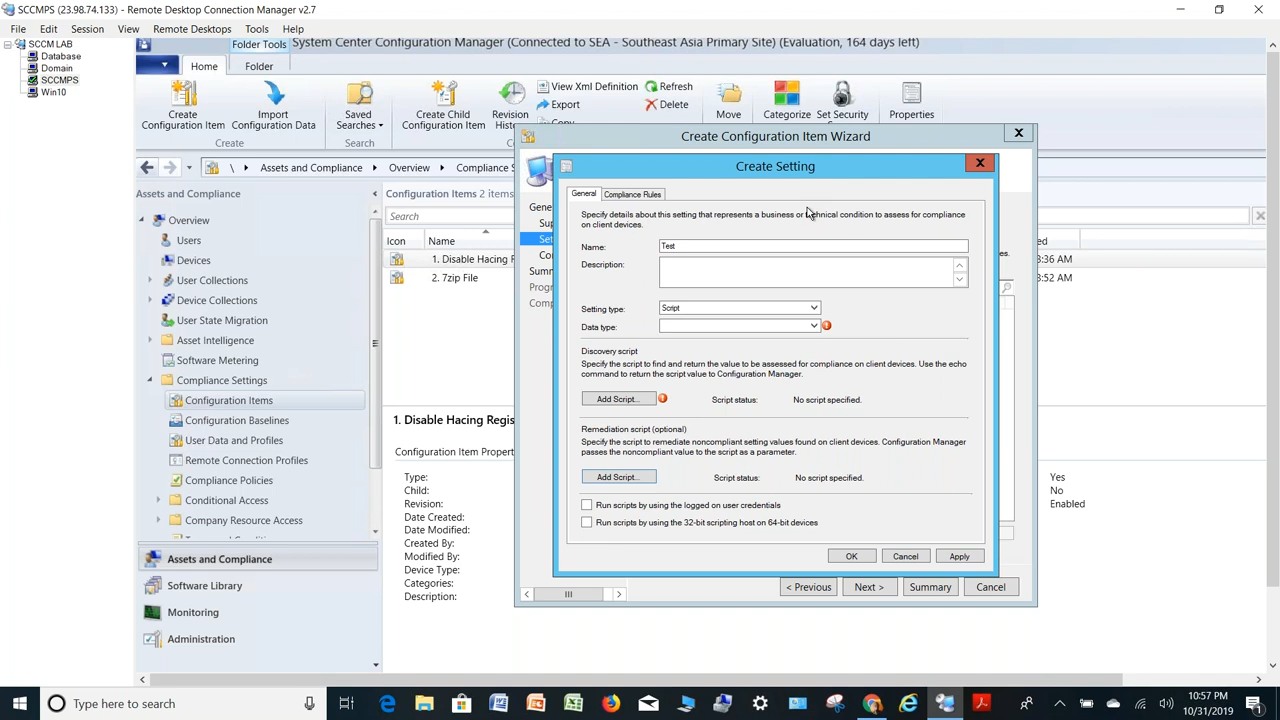 SCCMPS (23.98.74.133) - Remote Desktop Connection Manager v2.7
File Edit Session View Remote Desktops Tools Help
SCCM LAB
Database
Domain
SCCMPS
Win10
Folder Tools System Center Configuration Manager (Connected to SEA - Southeast Asia Primary Site) (Evaluation, 164 days left)
Home Folder
Create
Configuration Item
Import
Configuration Data
Create
Saved
Searches
Search
Create Child
Configuration Item
Revision
View Xml Definition
Export
Copy
Refresh
Delete
Move
Categorize
Set Security
Properties
\ Assets and Compliance Overview
Assets and Compliance
Overview
Users
Devices
User Collections
Device Collections
User State Migration
Asset Intelligence
Software Metering
Compliance Settings
Configuration Items
Configuration Baselines
User Data and Profiles
Remote Connection Profiles
Compliance Policies
Conditional Access
Company Resource Access
Assets and Compliance
Software Library
Monitoring
Administration
Configuration Items 2 items
Search
Icon Name
1. Disable Hacing
2. 7zip File
1. Disable Hacing
Type:
Child:
Revision:
Date Created:
Date Modified:
Created By:
Modified By:
Device Type:
Categories:
Description:
Yes
No
Enabled
Create Configuration Item Wizard
Create Setting
General Compliance Rules
Specify details about this setting that represents a business or technical condition to assess for compliance
on client devices.
Name: Test
Description:
Setting type: Script
Data type:
Discovery script
Specify the script to find and return the value to be assessed for compliance on client devices. Use the echo
command to return the script value to Configuration Manager.
Add Script... Script status: No script specified.
Remediation script (optional)
Specify the script to remediate noncompliant setting values found on client devices. Configuration Manager
passes the noncompliant value to the script as a parameter.
Add Script... Script status: No script specified.
Run scripts by using the logged on user credentials
Run scripts by using the 32-bit scripting host on 64-bit devices
OK Cancel Apply
< Previous Next > Summary Cancel
Type here to search
10:57 PM
10/31/2019